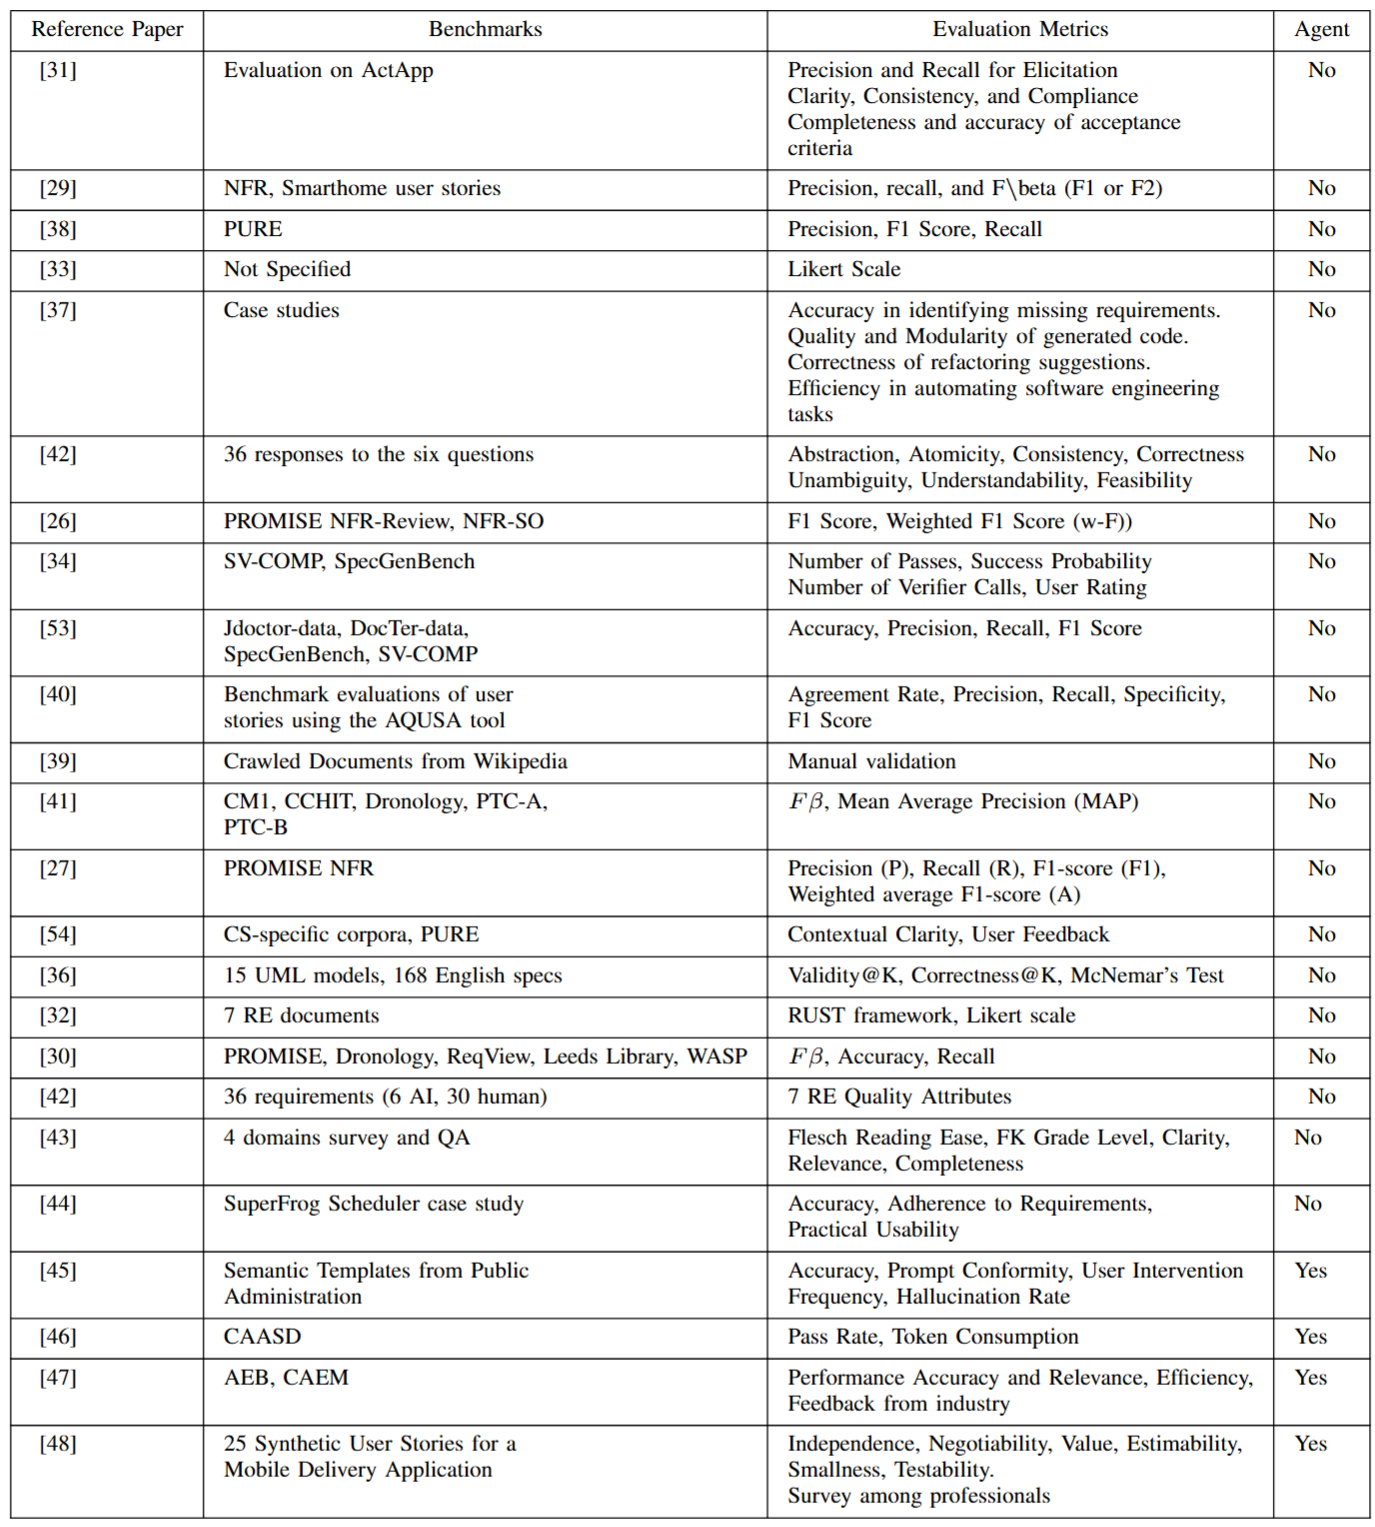 Reference Paper Benchmarks Evaluation Metrics Agent
[31] Evaluation on ActApp Precision and Recall for Elicitation No
Clarity, Consistency, and Compliance
Completeness and accuracy of acceptance
criteria
[29] NFR, Smarthome user stories Precision, recall, and F\beta (F1 or F2) No
[38] PURE Precision, F1 Score, Recall No
[33] Not Specified Likert Scale No
[37] Case studies Accuracy in identifying missing requirements. No
Quality and Modularity of generated code.
Correctness of refactoring suggestions.
Efficiency in automating software engineering
tasks
[42] 36 responses to the six questions Abstraction, Atomicity, Consistency, Correctness No
Unambiguity, Understandability, Feasibility
[26] PROMISE NFR-Review, NFR-SO F1 Score, Weighted F1 Score (w-F)) No
[34] SV-COMP, SpecGenBench Number of Passes, Success Probability No
Number of Verifier Calls, User Rating
[53] Jdoctor-data, DocTer-data, Accuracy, Precision, Recall, F1 Score No
SpecGenBench, SV-COMP
[40] Benchmark evaluations of user Agreement Rate, Precision, Recall, Specificity, No
stories using the AQUSA tool F1 Score
[39] Crawled Documents from Wikipedia Manual validation No
[41] CM1, CCHIT, Dronology, PTC-A, Fβ, Mean Average Precision (MAP) No
PTC-B
[27] PROMISE NFR Precision (P), Recall (R), F1-score (F1), No
Weighted average F1-score (A)
[54] CS-specific corpora, PURE Contextual Clarity, User Feedback No
[36] 15 UML models, 168 English specs Validity@K, Correctness@K, McNemar's Test No
[32] 7 RE documents RUST framework, Likert scale No
[30] PROMISE, Dronology, ReqView, Leeds Library, WASP Fβ, Accuracy, Recall No
[42] 36 requirements (6 AI, 30 human) 7 RE Quality Attributes No
[43] 4 domains survey and QA Flesch Reading Ease, FK Grade Level, Clarity, No
Relevance, Completeness
[44] SuperFrog Scheduler case study Accuracy, Adherence to Requirements, No
Practical Usability
[45] Semantic Templates from Public Accuracy, Prompt Conformity, User Intervention Yes
Administration Frequency, Hallucination Rate
[46] CAASD Pass Rate, Token Consumption Yes
[47] AEB, CAEM Performance Accuracy and Relevance, Efficiency, Yes
Feedback from industry
[48] 25 Synthetic User Stories for a Independence, Negotiability, Value, Estimability, Yes
Mobile Delivery Application Smallness, Testability.
Survey among professionals